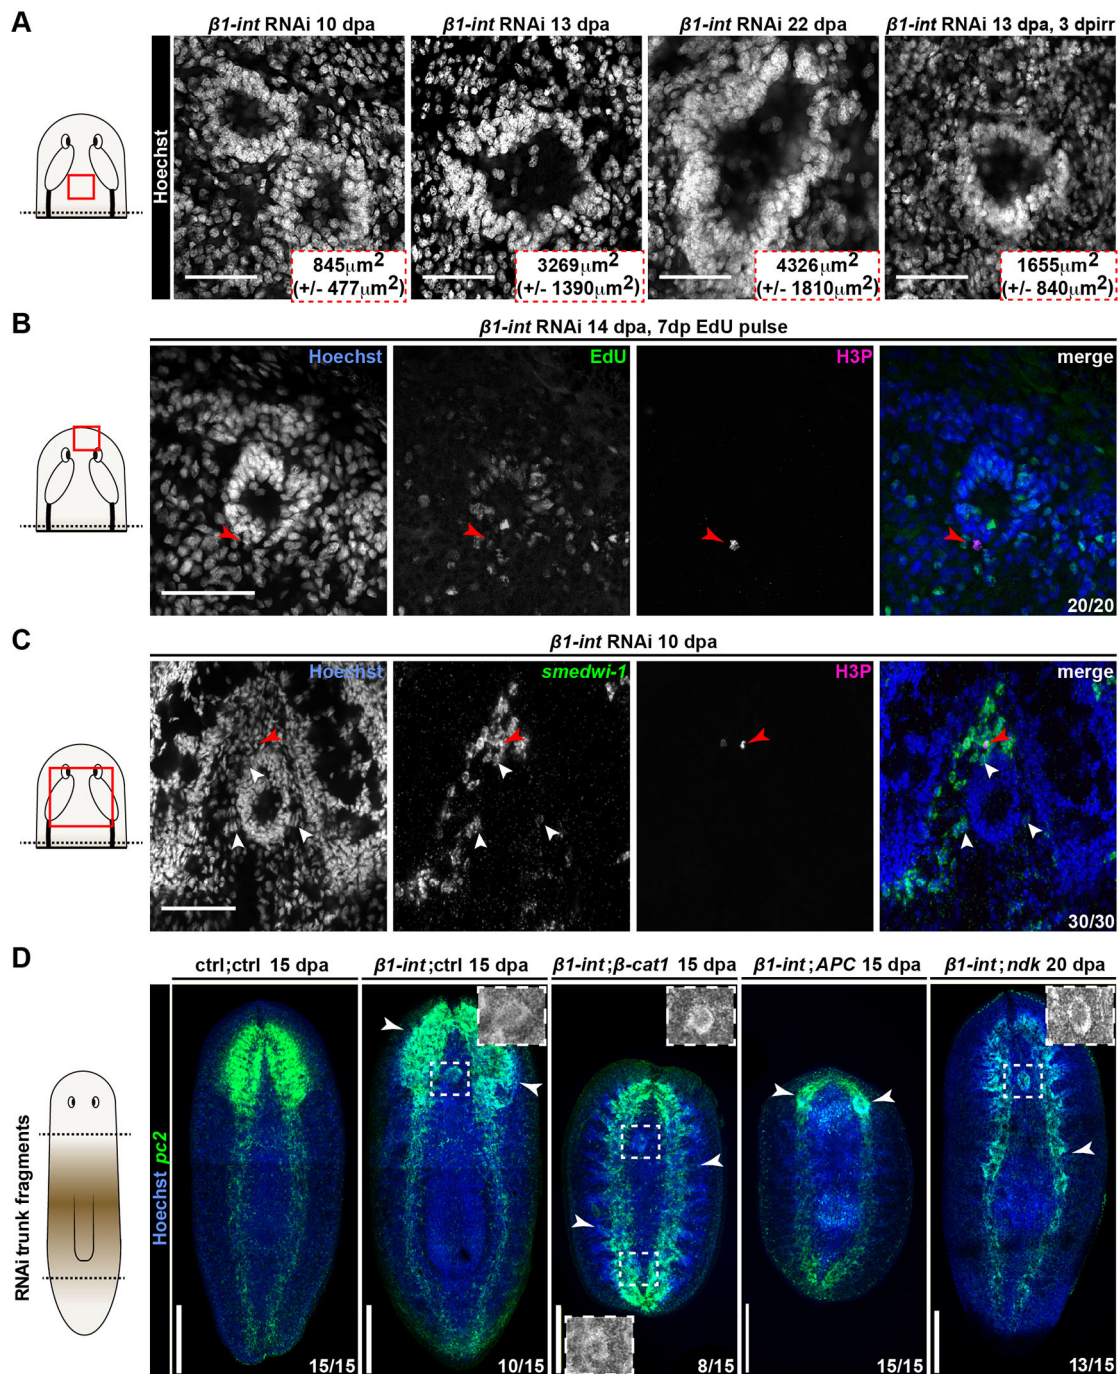 A
β1-int RNAi 10 dpa
β1-int RNAi 13 dpa
β1-int RNAi 22 dpa
β1-int RNAi 13 dpa, 3 dpirr
Hoechst
845μm²
(+/- 477μm²)
3269μm²
(+/- 1390μm²)
4326μm²
(+/- 1810μm²)
1655μm²
(+/- 840μm²)
B
β1-int RNAi 14 dpa, 7dp EdU pulse
Hoechst
EdU
H3P
merge
20/20
C
β1-int RNAi 10 dpa
Hoechst
smedwi-1
H3P
merge
30/30
D
ctrl;ctrl 15 dpa
β1-int;ctrl 15 dpa
β1-int;β-cat1 15 dpa
β1-int;APC 15 dpa
β1-int;ndk 20 dpa
RNAi trunk fragments
Hoechst pc2
15/15
10/15
8/15
15/15
13/15